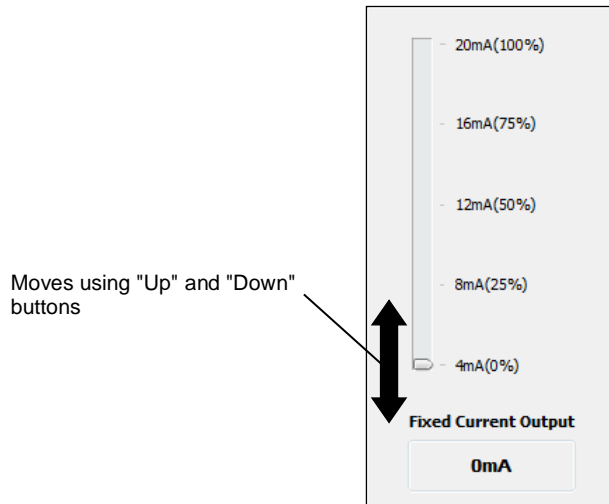 20mA(100%)
16mA(75%)
12mA(50%)
Moves using "Up" and "Down"
buttons
8mA(25%)
4mA(0%)
Fixed Current Output
0mA